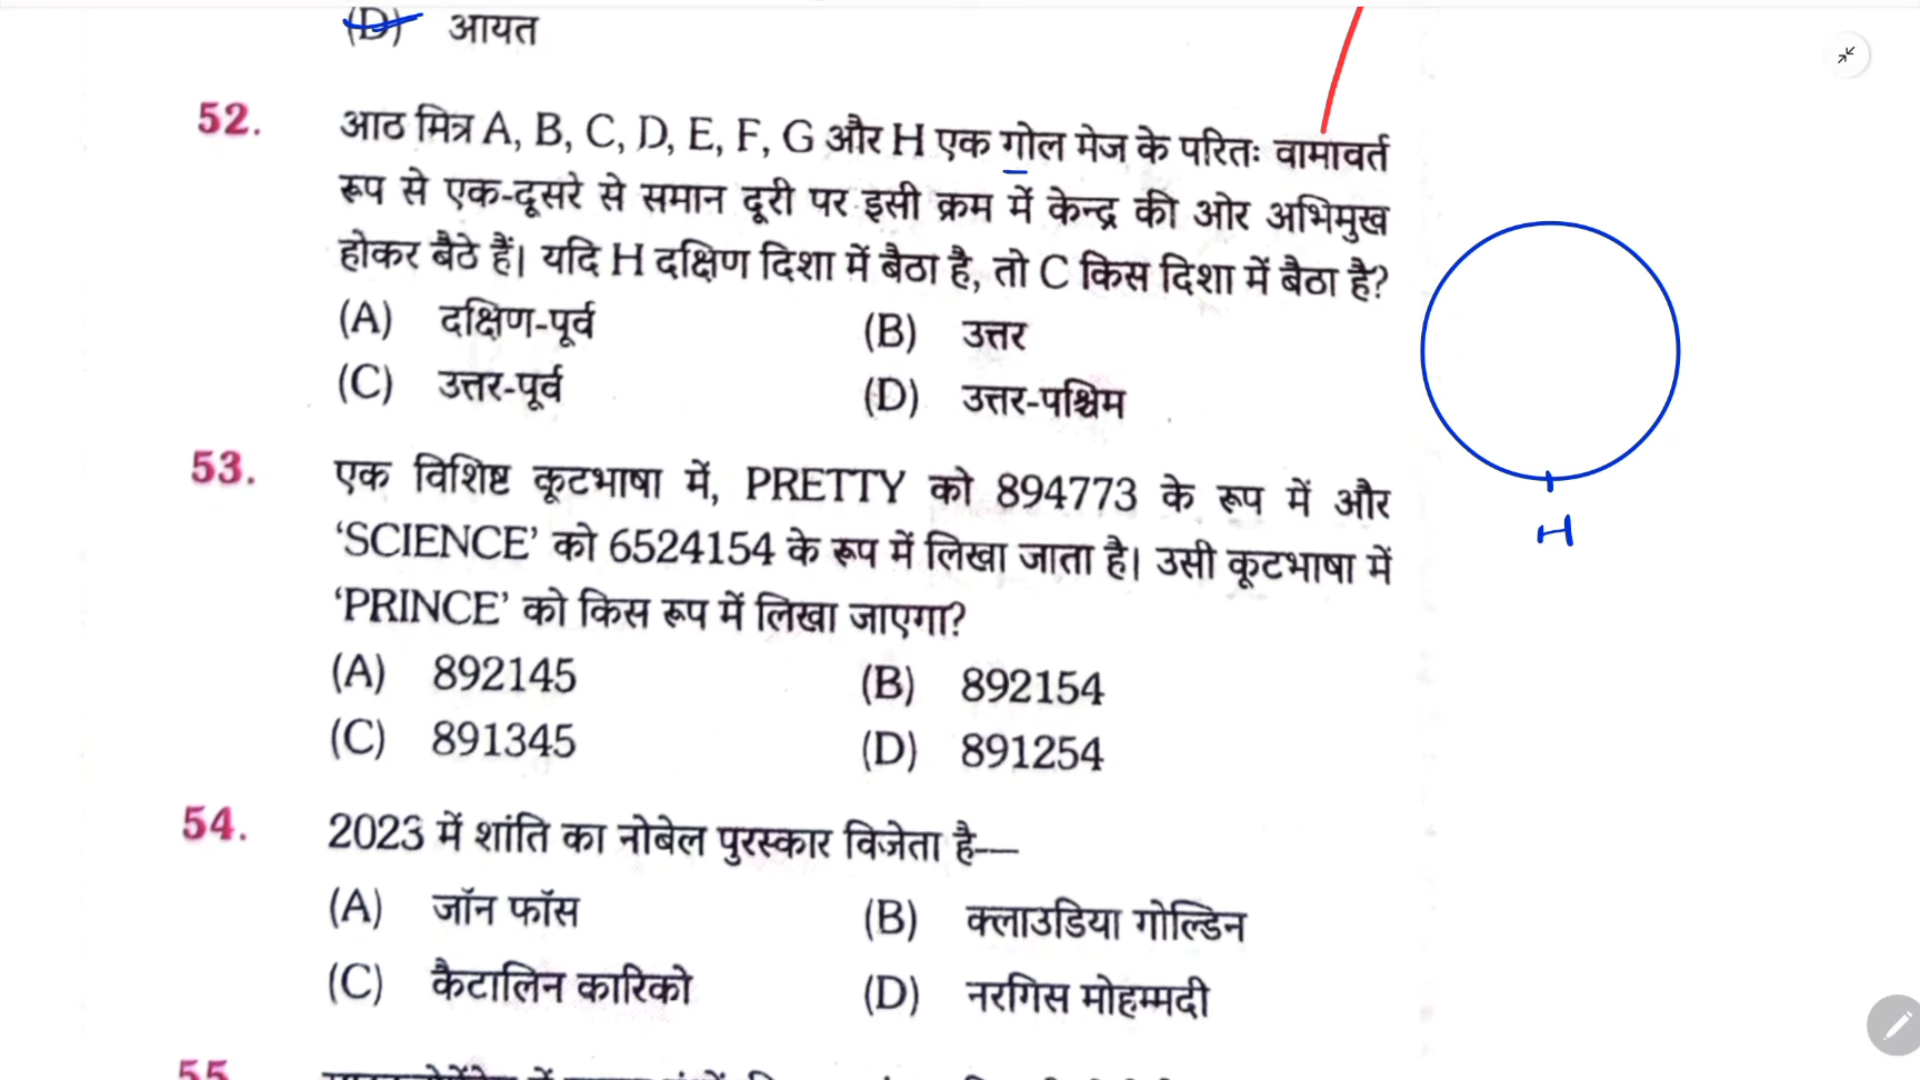 (D) आयत
52. आठ मित्र A, B, C, D, E, F, G और H एक गोल मेज के परितः वामावर्त
रूप से एक-दूसरे से समान दूरी पर इसी क्रम में केन्द्र की ओर अभिमुख
होकर बैठे हैं। यदि H दक्षिण दिशा में बैठा है, तो C किस दिशा में बैठा है?
(A) दक्षिण-पूर्व (B) उत्तर
(C) उत्तर-पूर्व (D) उत्तर-पश्चिम
H
53. एक विशिष्ट कूटभाषा में, PRETTY को 894773 के रूप में और
‘SCIENCE’ को 6524154 के रूप में लिखा जाता है। उसी कूटभाषा में
‘PRINCE’ को किस रूप में लिखा जाएगा?
(A) 892145 (B) 892154
(C) 891345 (D) 891254
54. 2023 में शांति का नोबेल पुरस्कार विजेता है—
(A) जॉन फॉस (B) क्लाउडिया गोल्डिन
(C) कैटालिन कारिको (D) नरगिस मोहम्मदी
55.